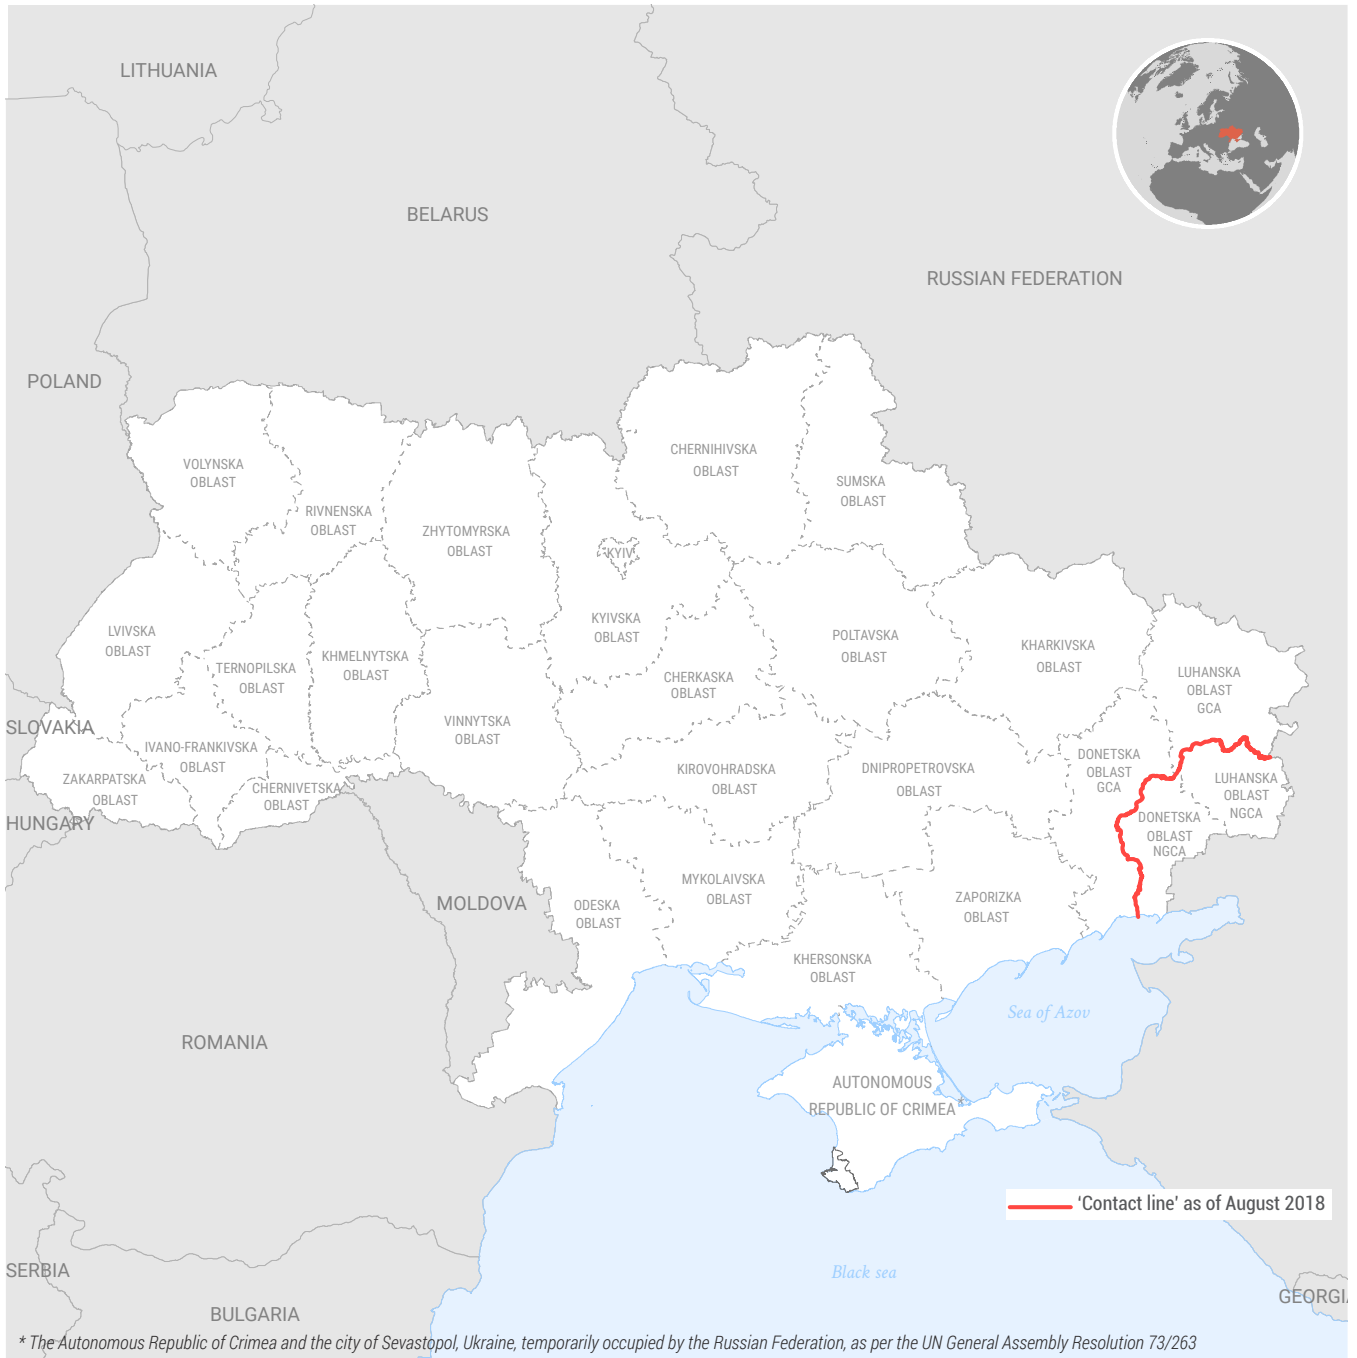 LITHUANIA
BELARUS
RUSSIAN FEDERATION
POLAND
CHERNIHIVSKA
OBLAST
VOLYNSKA
OBLAST
SUMSKA
OBLAST
RIVNENSKA
OBLAST
ZHYTOMYRSKA
OBLAST
KYIV
KYIVSKA
OBLAST
LVIVSKA
OBLAST
POLTAVSKA
OBLAST
KHARKIVSKA
OBLAST
TERNOPILSKA
OBLAST
KHMELNYTSKA
OBLAST
CHERKASKA
OBLAST
LUHANSKA
OBLAST
GCA
SLOVAKIA
VINNYTSKA
OBLAST
IVANO-FRANKIVSKA
OBLAST
DONETSKA
OBLAST
GCA
KIROVOHRADSKA
OBLAST
DNIPROPETROVSKA
OBLAST
ZAKARPATSKA
OBLAST
CHERNIVETSKA
OBLAST
LUHANSKA
OBLAST
NGCA
HUNGARY
DONETSKA
OBLAST
NGCA
MYKOLAIVSKA
OBLAST
ZAPORIZKA
OBLAST
MOLDOVA
ODESKA
OBLAST
KHERSONSKA
OBLAST
Sea of Azov
ROMANIA
AUTONOMOUS
REPUBLIC OF CRIMEA*
'Contact line' as of August 2018
SERBIA
Black sea
GEORGIA
BULGARIA
* The Autonomous Republic of Crimea and the city of Sevastopol, Ukraine, temporarily occupied by the Russian Federation, as per the UN General Assembly Resolution 73/263